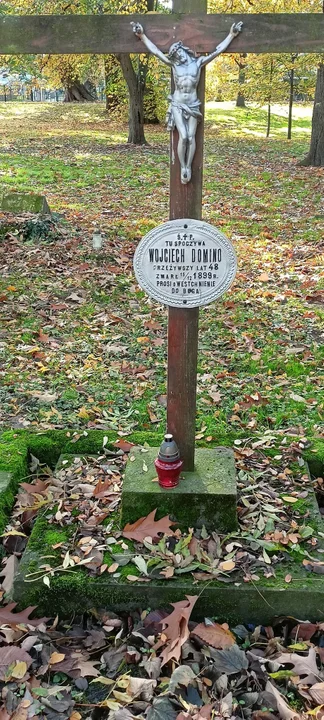 Ś. † P.
TU SPOCZYWA
WOJCIECH DOMINO
PRZEŻYWSZY LAT 48
ZMARŁ 1899 R.
PROSI O WESTCHNIENIE
DO BOGA